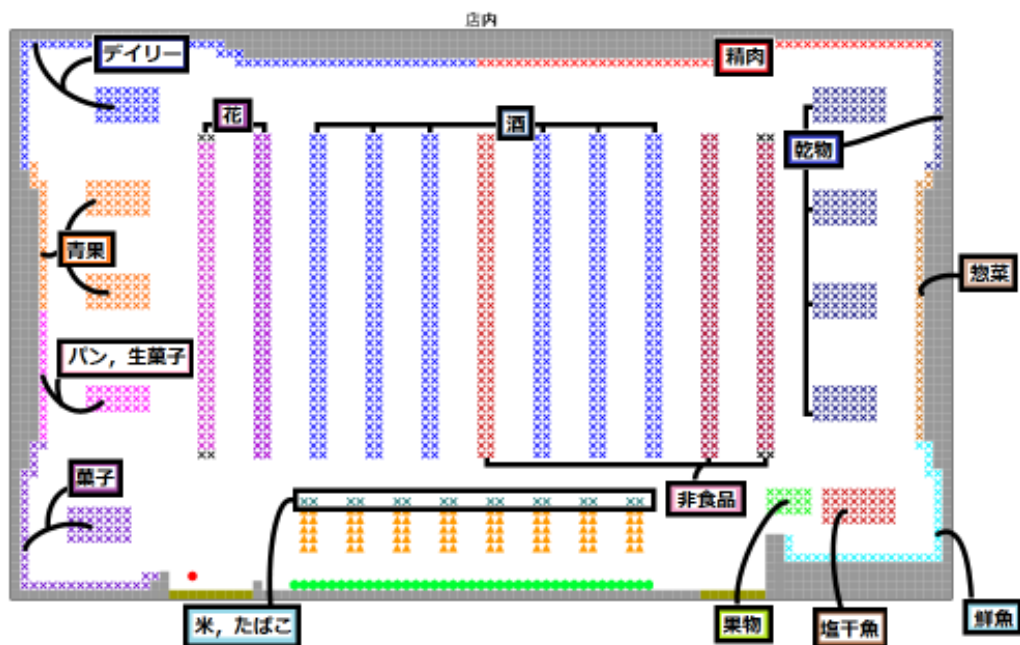 店内
デイリー
精肉
花
酒
乾物
青果
惣菜
パン，生菓子
菓子
非食品
米，たばこ
果物
塩干魚
鮮魚